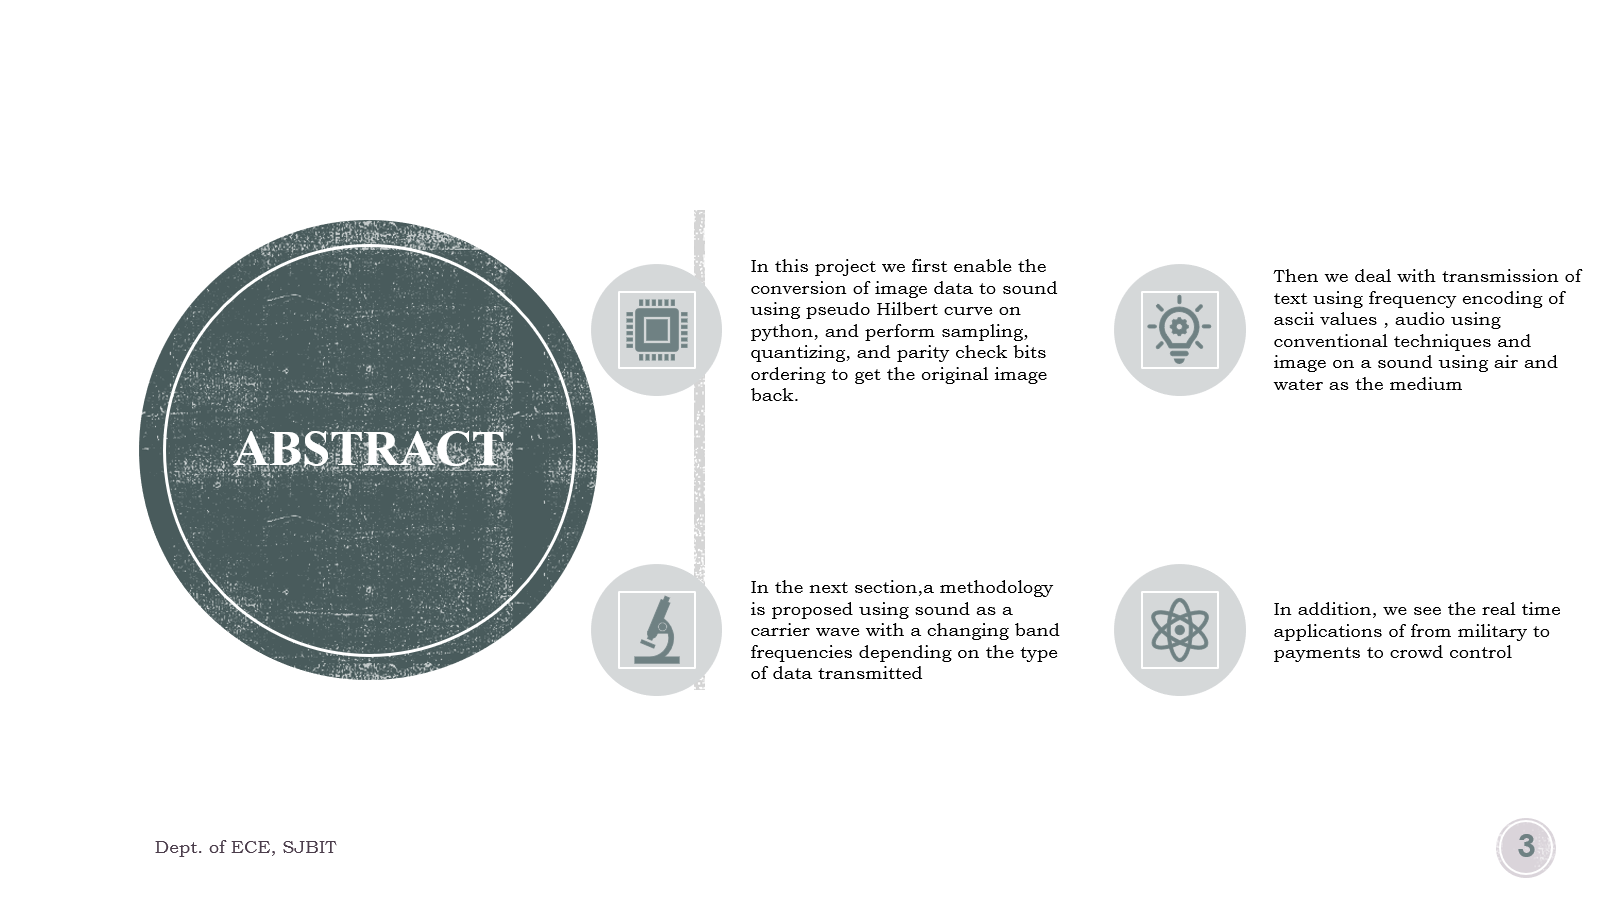 ABSTRACT
In this project we first enable the
conversion of image data to sound
using pseudo Hilbert curve on
python, and perform sampling,
quantizing, and parity check bits
ordering to get the original image
back.
Then we deal with transmission of
text using frequency encoding of
ascii values , audio using
conventional techniques and
image on a sound using air and
water as the medium
In the next section,a methodology
is proposed using sound as a
carrier wave with a changing band
frequencies depending on the type
of data transmitted
In addition, we see the real time
applications of from military to
payments to crowd control
Dept. of ECE, SJBIT
3